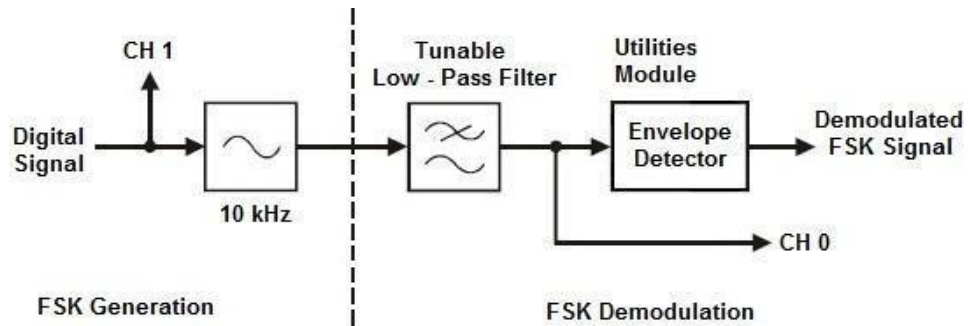 CH 1
Digital
Signal
10 kHz
Tunable
Low - Pass Filter
Utilities
Module
Envelope
Detector
Demodulated
FSK Signal
CH 0
FSK Generation
FSK Demodulation